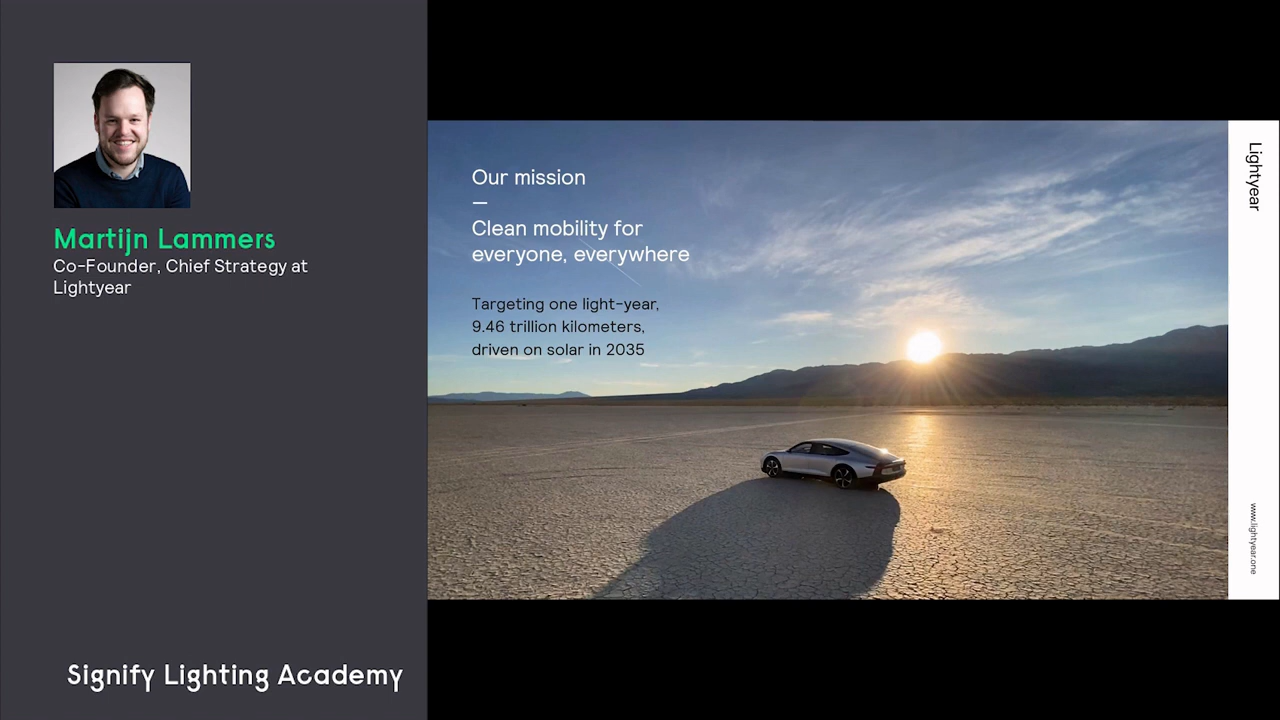 Martijn Lammers
Co-Founder, Chief Strategy at
Lightyear
Signify Lighting Academy
Our mission
—
Clean mobility for
everyone, everywhere
Targeting one light-year,
9.46 trillion kilometers,
driven on solar in 2035
Lightyear
www.lightyear.one